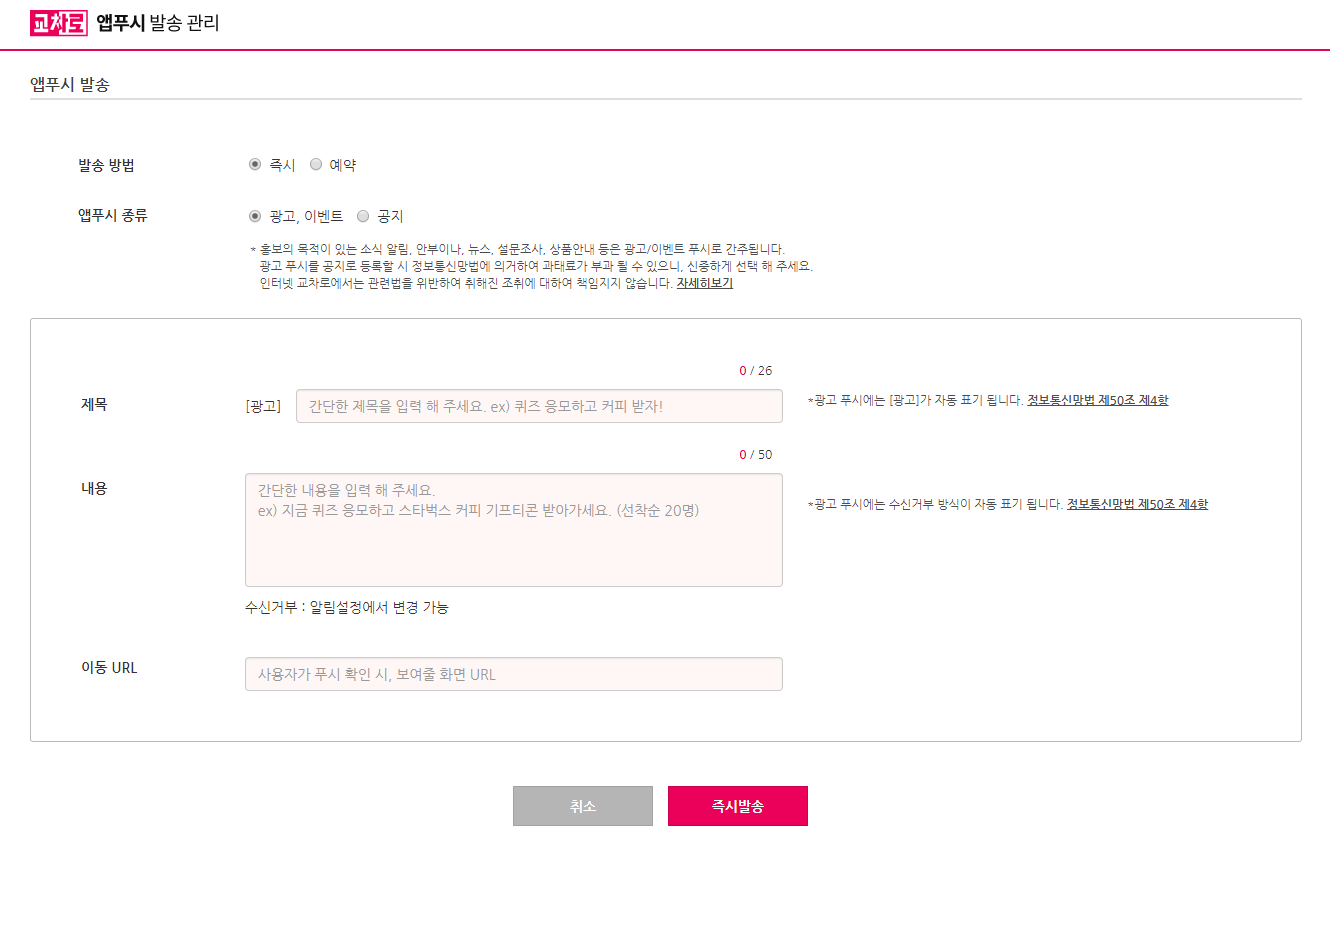 교차로 앱푸시 발송 관리
앱푸시 발송
발송 방법 즉시 예약
앱푸시 종류 광고, 이벤트 공지
* 홍보의 목적이 있는 소식 알림, 안부이나, 뉴스, 설문조사, 상품안내 등은 광고/이벤트 푸시로 간주됩니다.
광고 푸시를 공지로 등록할 시 정보통신망법에 의거하여 과태료가 부과 될 수 있으니, 신중하게 선택 해 주세요.
인터넷 교차로에서는 관련법을 위반하여 취해진 조취에 대하여 책임지지 않습니다. 자세히보기
0 / 26
제목 [광고] 간단한 제목을 입력 해 주세요. ex) 퀴즈 응모하고 커피 받자! *광고 푸시에는 [광고]가 자동 표기 됩니다. 정보통신망법 제50조 제4항
0 / 50
내용 간단한 내용을 입력 해 주세요.
ex) 지금 퀴즈 응모하고 스타벅스 커피 기프티콘 받아가세요. (선착순 20명) *광고 푸시에는 수신거부 방식이 자동 표기 됩니다. 정보통신망법 제50조 제4항
수신거부 : 알림설정에서 변경 가능
이동 URL 사용자가 푸시 확인 시, 보여줄 화면 URL
취소 즉시발송